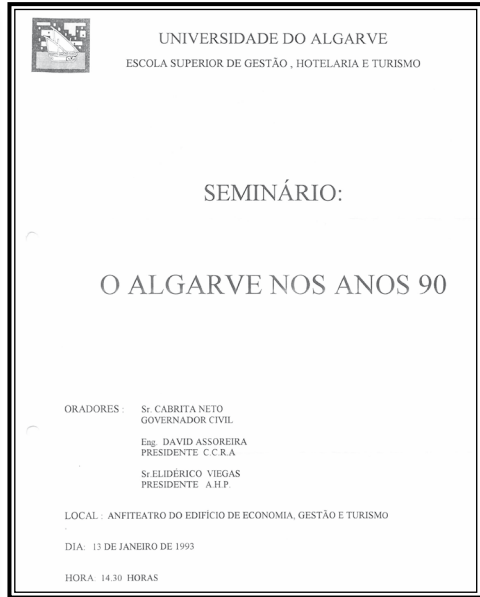 UNIVERSIDADE DO ALGARVE
ESCOLA SUPERIOR DE GESTÃO , HOTELARIA E TURISMO
SEMINÁRIO:
O ALGARVE NOS ANOS 90
ORADORES : Sr. CABRITA NETO
GOVERNADOR CIVIL
Eng. DAVID ASSOREIRA
PRESIDENTE C.C.R.A
Sr.ELIDÉRICO VIEGAS
PRESIDENTE A.H.P.
LOCAL : ANFITEATRO DO EDIFÍCIO DE ECONOMIA, GESTÃO E TURISMO
DIA: 13 DE JANEIRO DE 1993
HORA: 14.30 HORAS